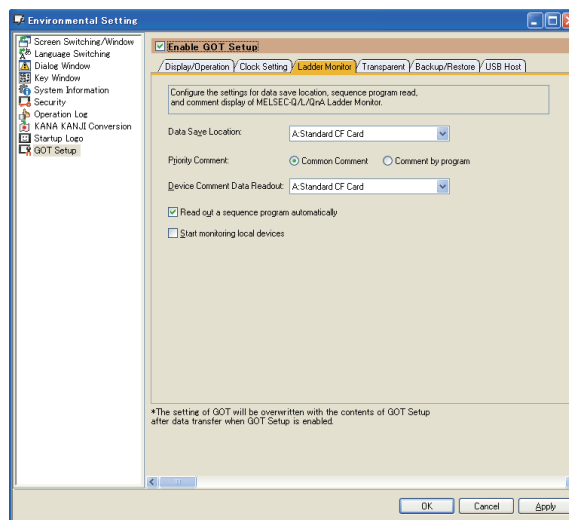 Environmental Setting
Screen Switching/Window
Language Switching
Dialog Window
Key Window
System Information
Security
Operation Log
KANA KANJI Conversion
Startup Logo
GOT Setup
Enable GOT Setup
Display/Operation Clock Setting Ladder Monitor Transparent Backup/Restore USB Host
Configure the settings for data save location, sequence program read,
and comment display of MELSEC-Q/L/QnA Ladder Monitor.
Data Save Location: A:Standard CF Card
Priority Comment: Common Comment Comment by program
Device Comment Data Readout: A:Standard CF Card
Read out a sequence program automatically
Start monitoring local devices
*The setting of GOT will be overwritten with the contents of GOT Setup
after data transfer when GOT Setup is enabled.
OK Cancel Apply